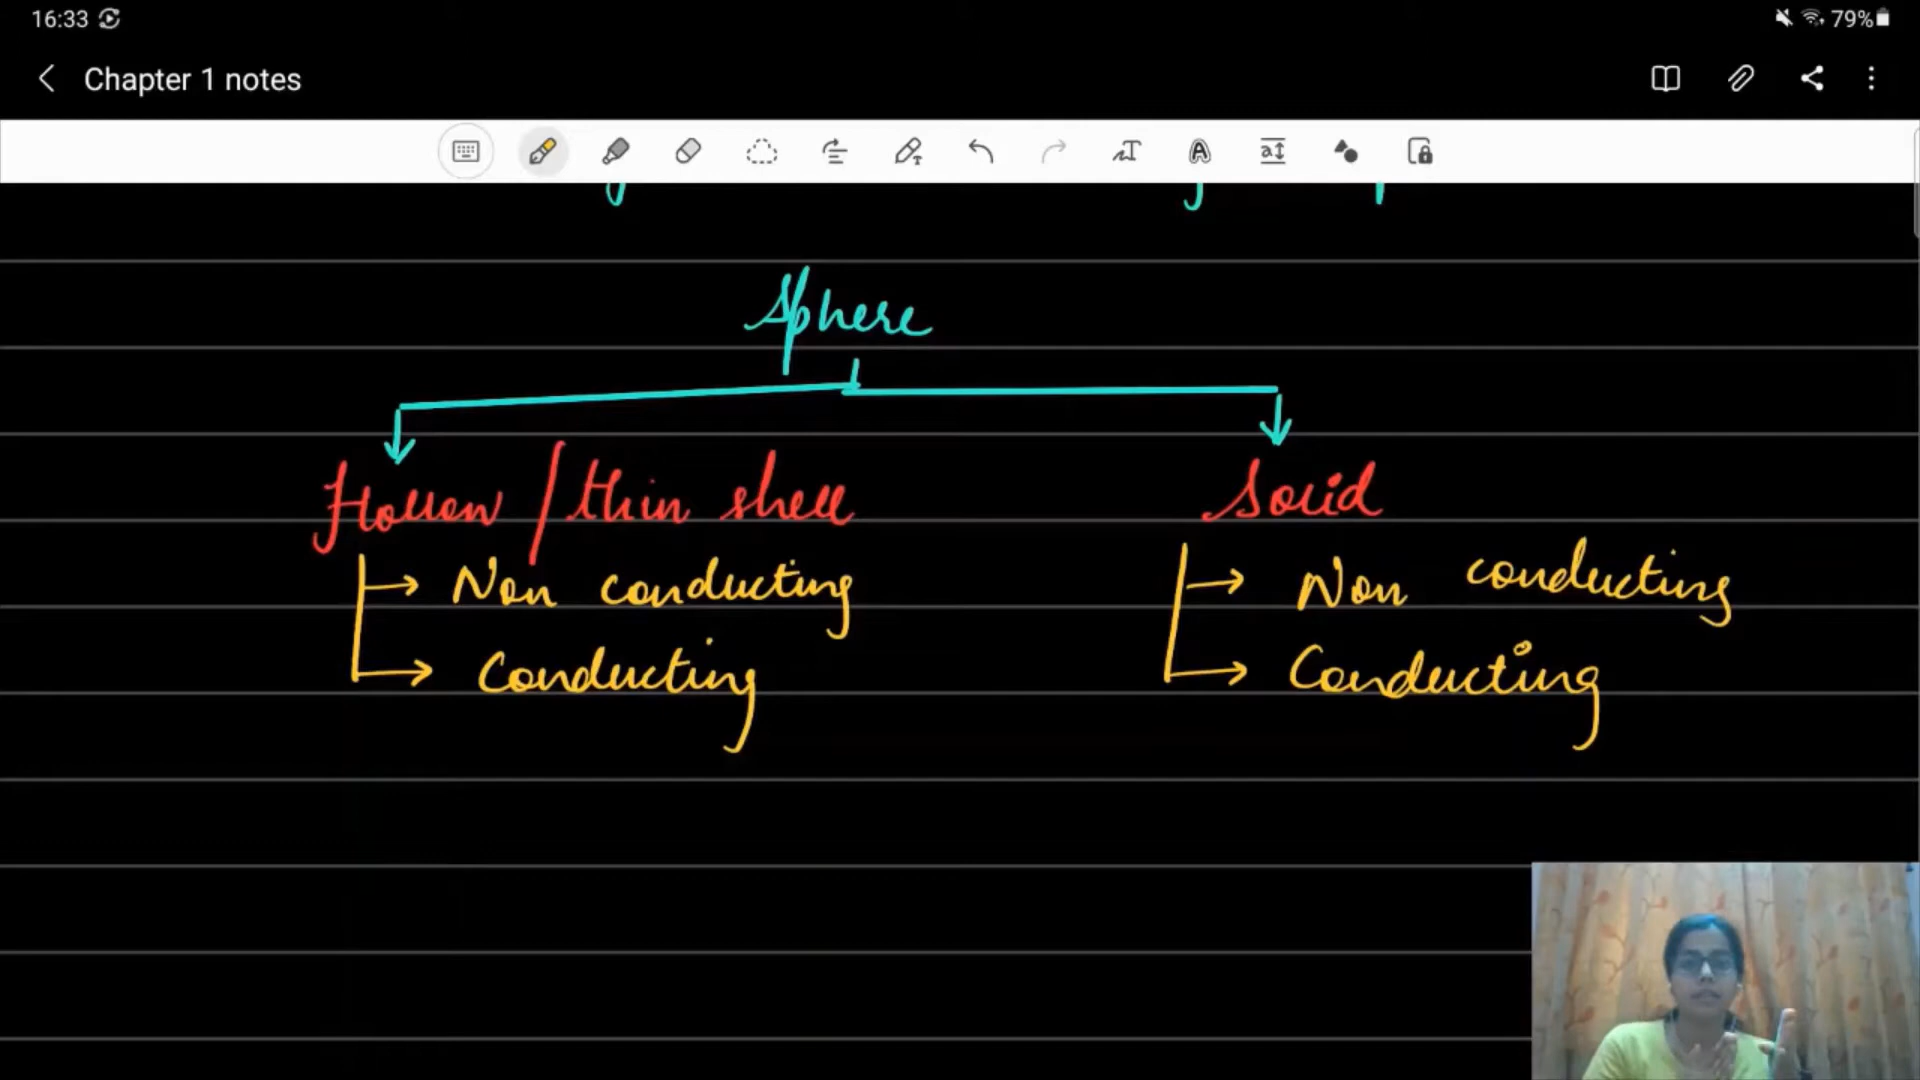 16:33 79%
Chapter 1 notes
Sphere
Hollow / thin shell Solid
Non conducting Non conducting
Conducting Conducting